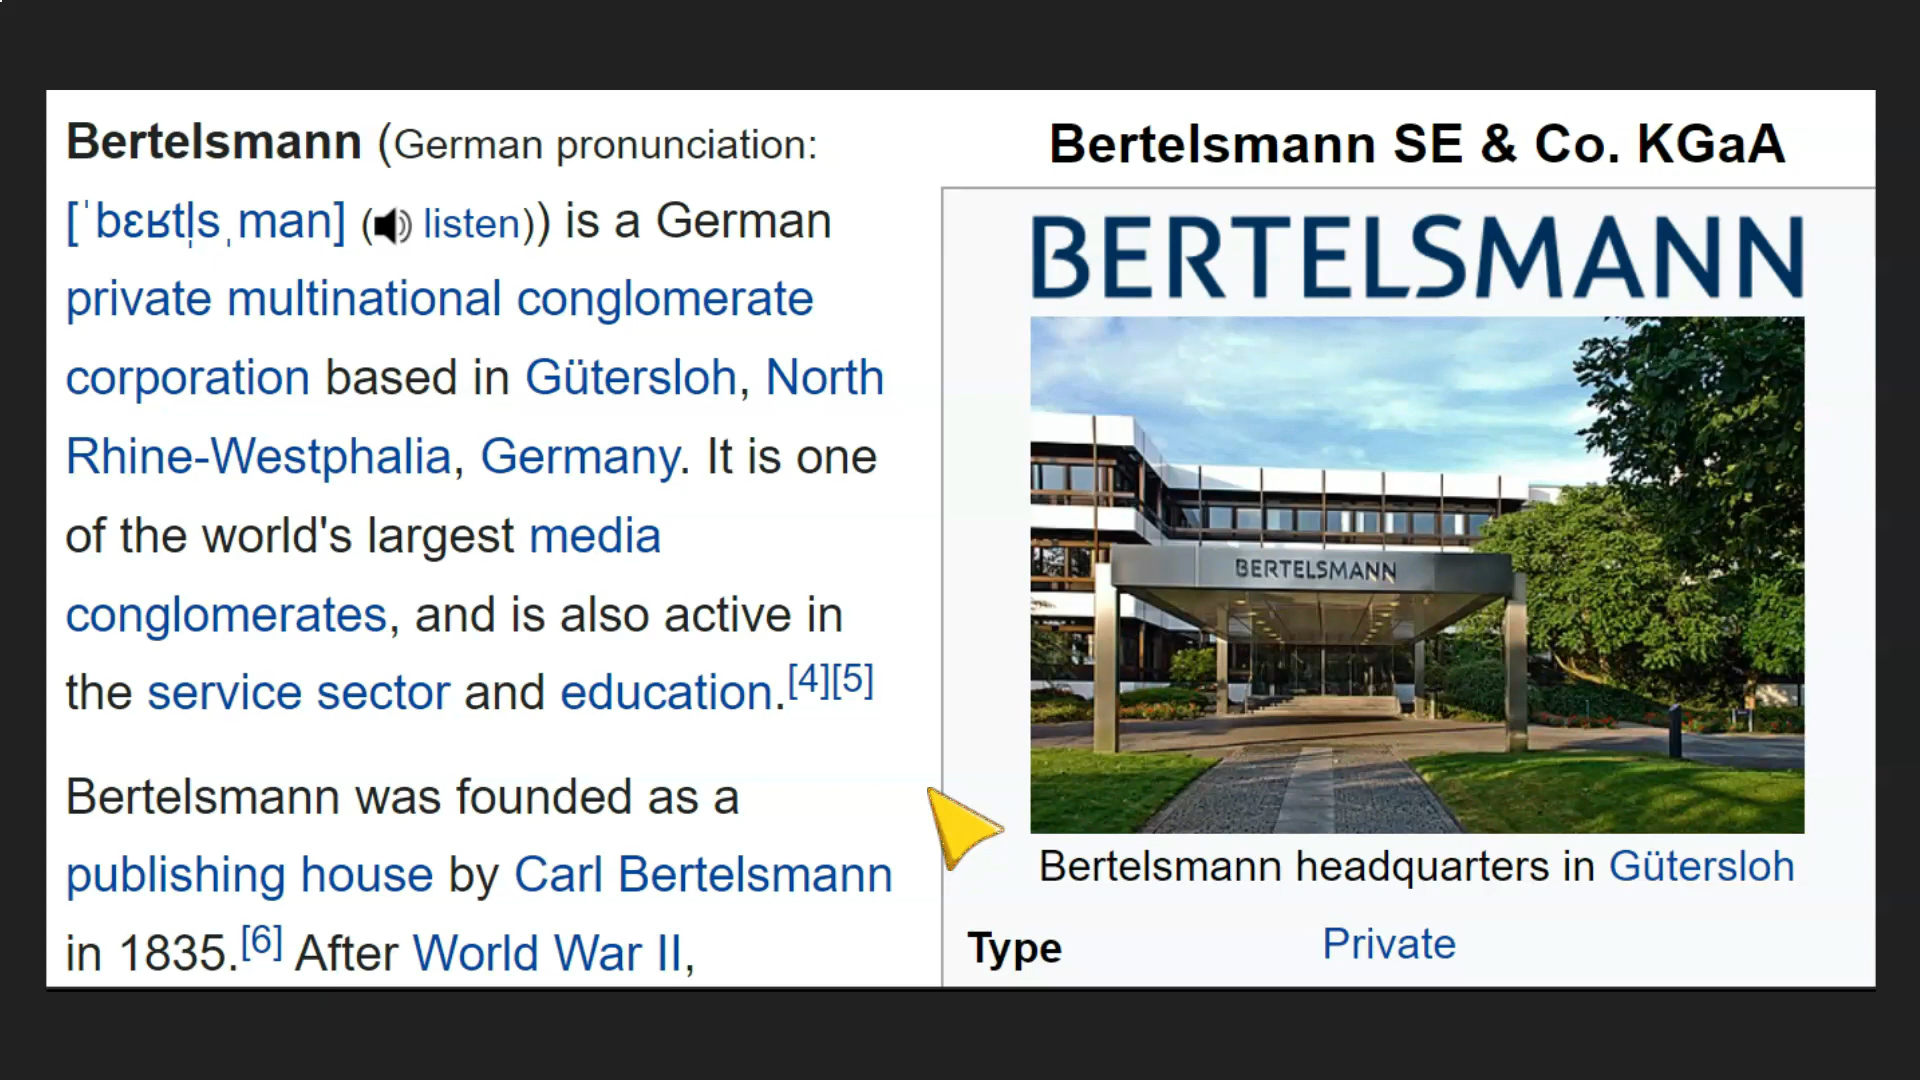 Bertelsmann (German pronunciation:
[ˈbɛʁtl̩sˌman] (listen)) is a German
private multinational conglomerate
corporation based in Gütersloh, North
Rhine-Westphalia, Germany. It is one
of the world's largest media
conglomerates, and is also active in
the service sector and education.[4][5]
Bertelsmann was founded as a
publishing house by Carl Bertelsmann
in 1835.[6] After World War II,
Bertelsmann SE & Co. KGaA
BERTELSMANN
BERTELSMANN
Bertelsmann headquarters in Gütersloh
Type Private